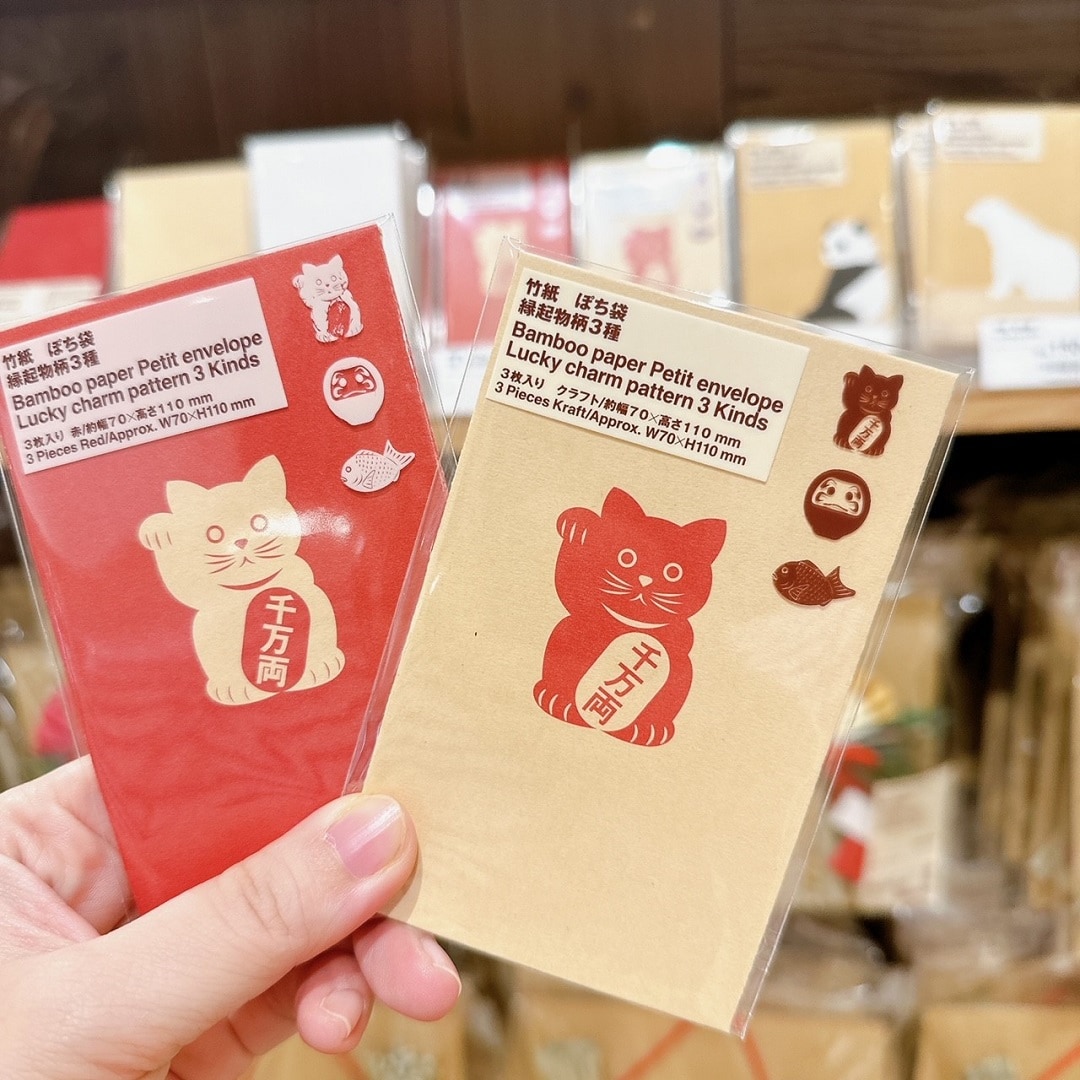 竹紙　ぽち袋
縁起物柄３種
Bamboo paper Petit envelope
Lucky charm pattern 3 Kinds
３枚入り　赤/約幅７０×高さ１１０ mm
3 Pieces Red/Approx. W70×H110 mm
千万両
竹紙　ぽち袋
縁起物柄３種
Bamboo paper Petit envelope
Lucky charm pattern 3 Kinds
３枚入り　クラフト/約幅７０×高さ１１０ mm
3 Pieces Kraft/Approx. W70×H110 mm
千万両
千万両